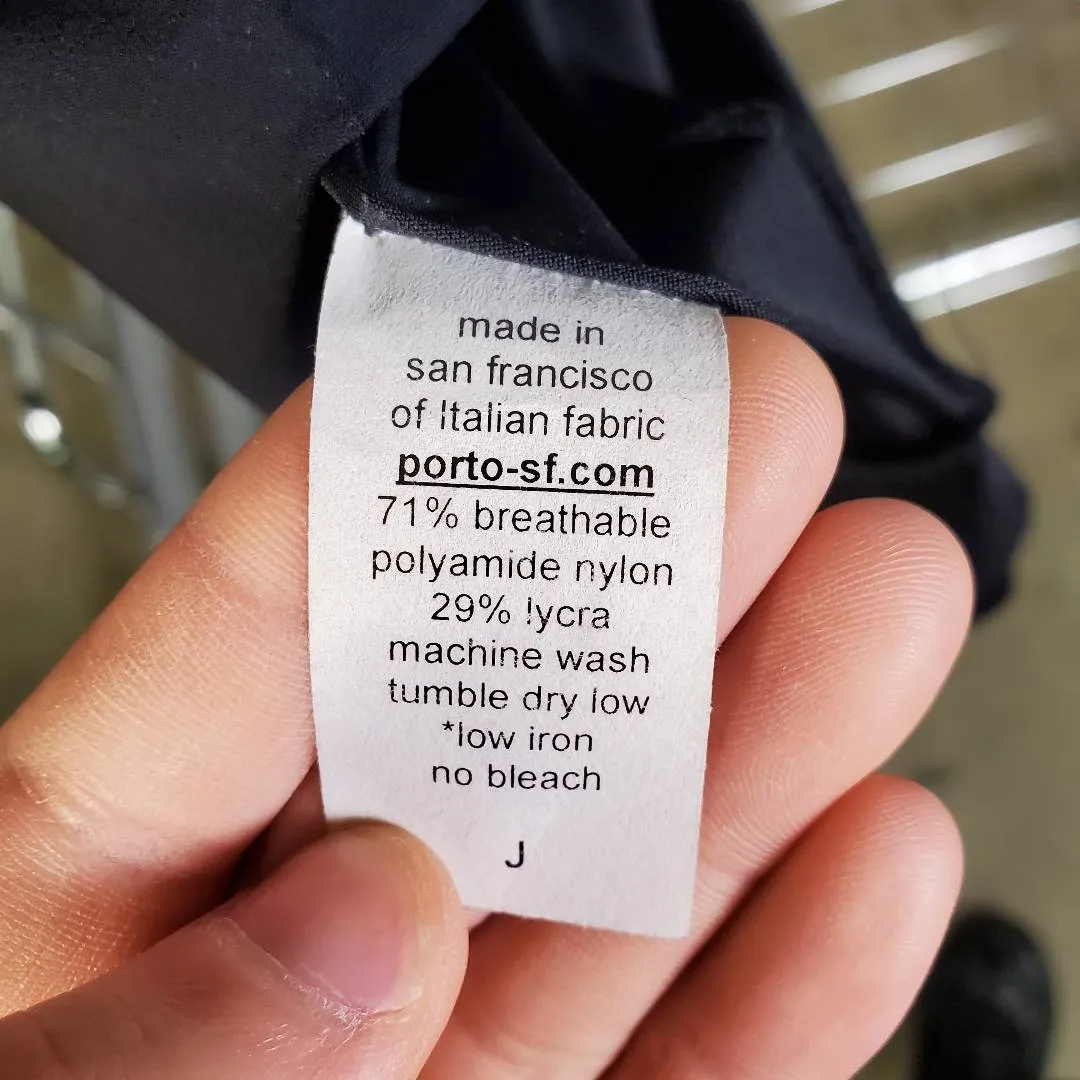 made in
san francisco
of Italian fabric
porto-sf.com
71% breathable
polyamide nylon
29% lycra
machine wash
tumble dry low
*low iron
no bleach
J